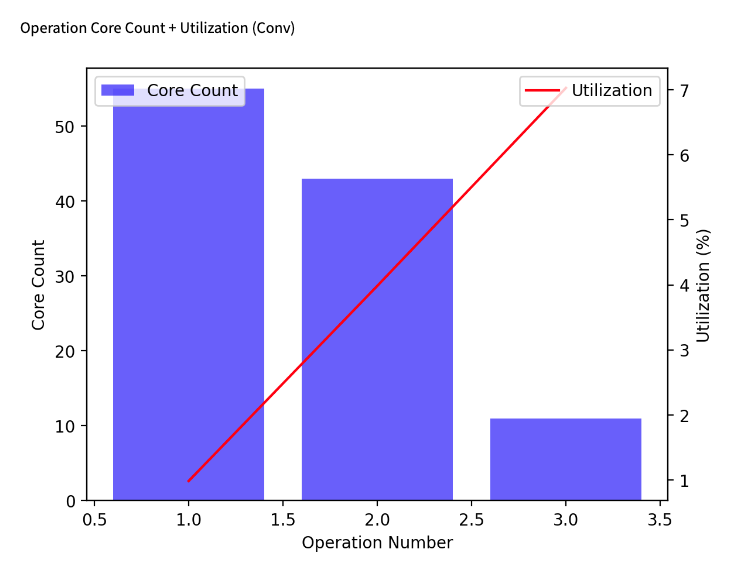 Operation Core Count + Utilization (Conv)
Core Count
Utilization
50
40
30
20
10
0
Core Count
7
6
5
4
3
2
1
Utilization (%)
0.5 1.0 1.5 2.0 2.5 3.0 3.5
Operation Number